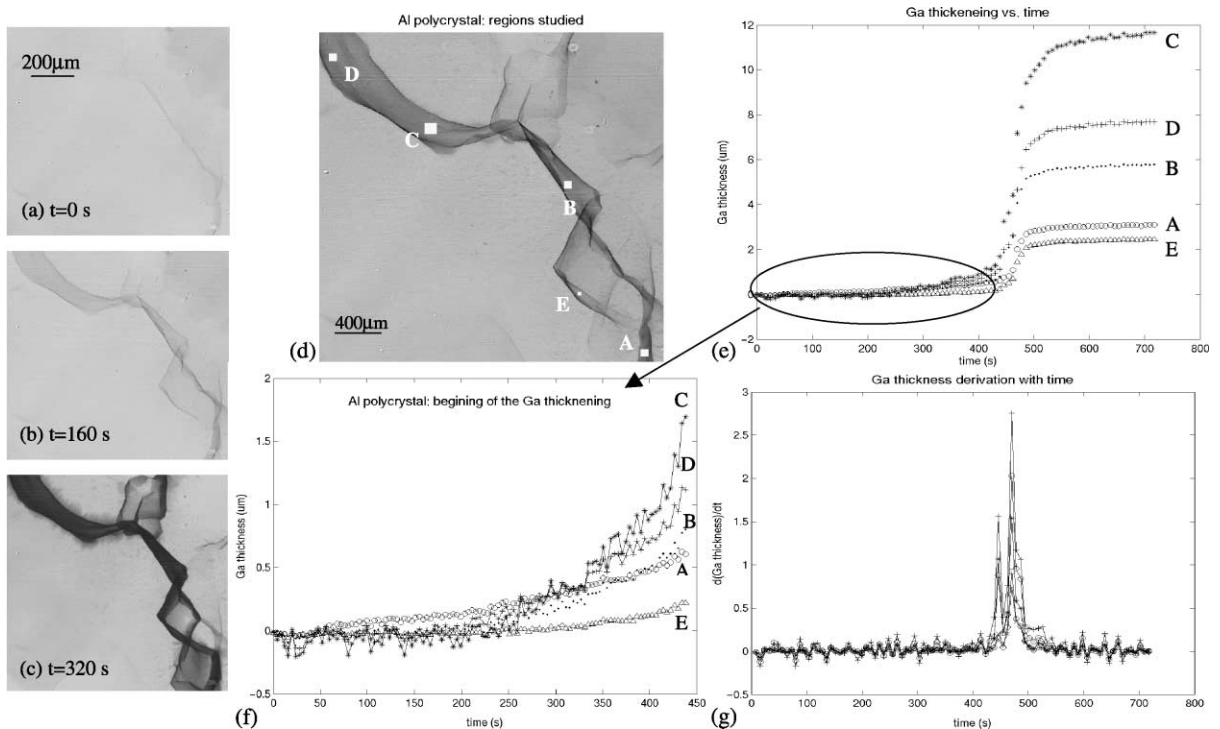 200μm
(a) t=0 s
(b) t=160 s
(c) t=320 s
Al polycrystal: regions studied
D
C
B
E
A
400μm
(d)
Ga thickeneing vs. time
Ga thickness (um)
12
10
8
6
4
2
0
−2
0 100 200 300 400 500 600 700 800
time (s)
C
D
B
A
E
(e)
Al polycrystal: begining of the Ga thicknening
Ga thickness (um)
2
1.5
1
0.5
0
−0.5
0 50 100 150 200 250 300 350 400 450
time (s)
C
D
B
A
E
(f)
Ga thickness derivation with time
d(Ga thickness)/dt
3
2.5
2
1.5
1
0.5
0
−0.5
0 100 200 300 400 500 600 700 800
time (s)
(g)